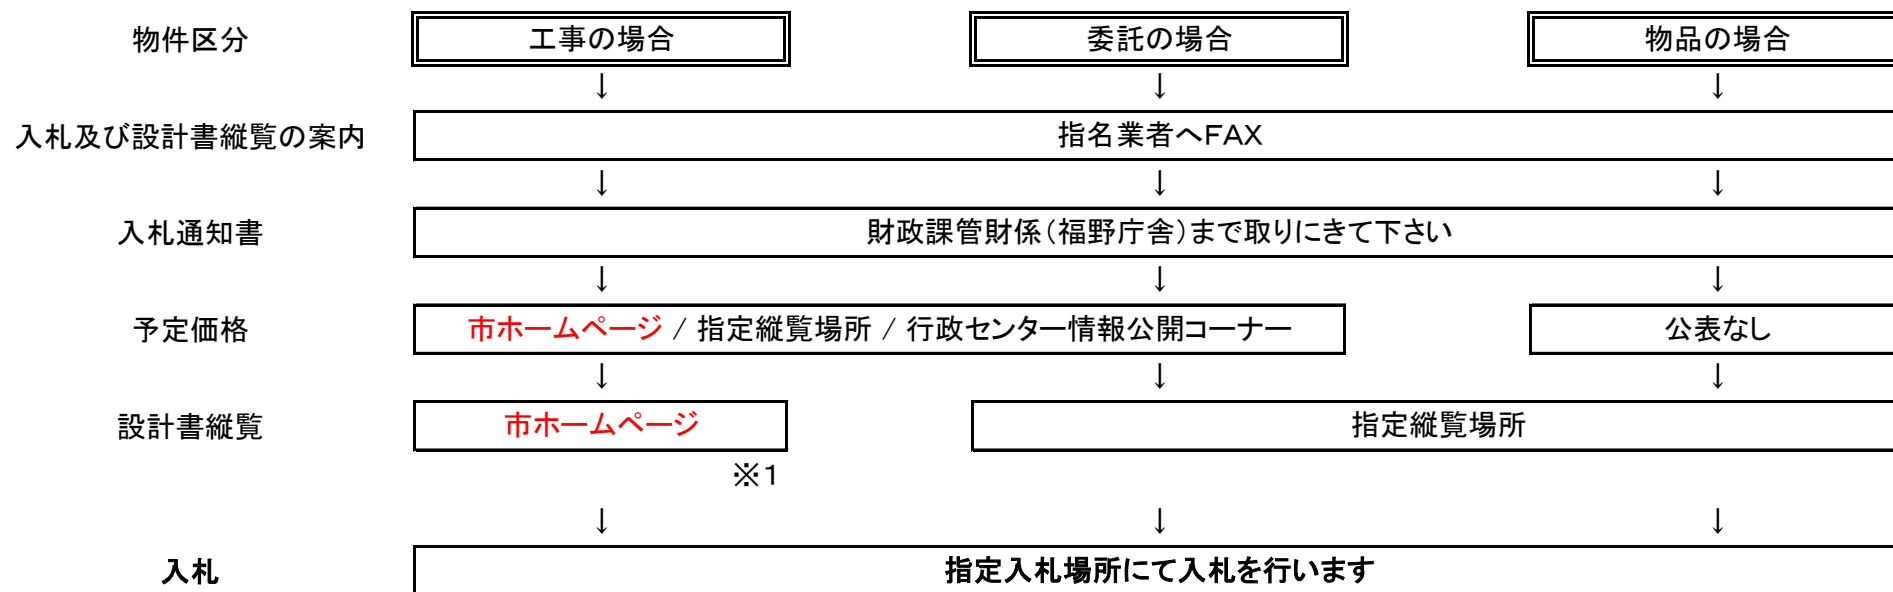 物件区分 工事の場合 委託の場合 物品の場合
↓ ↓ ↓
入札及び設計書縦覧の案内 指名業者へFAX
↓ ↓ ↓
入札通知書 財政課管財係(福野庁舎)まで取りにきて下さい
↓ ↓ ↓
予定価格 市ホームページ / 指定縦覧場所 / 行政センター情報公開コーナー 公表なし
↓ ↓ ↓
設計書縦覧 市ホームページ 指定縦覧場所
※1
↓ ↓ ↓
入札 指定入札場所にて入札を行います